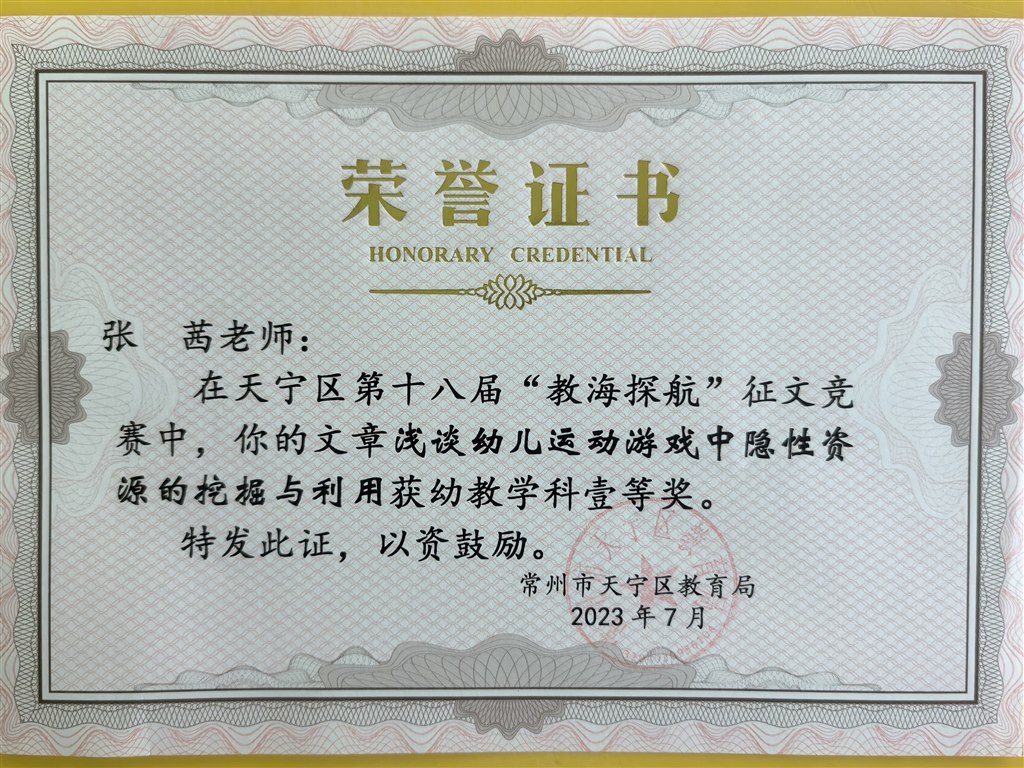 荣誉证书
HONORARY CREDENTIAL
张 茜老师：
在天宁区第十八届“教海探航”征文竞
赛中，你的文章浅谈幼儿运动游戏中隐性资
源的挖掘与利用获幼教学科壹等奖。
特发此证，以资鼓励。
常州市天宁区教育局
2023年7月